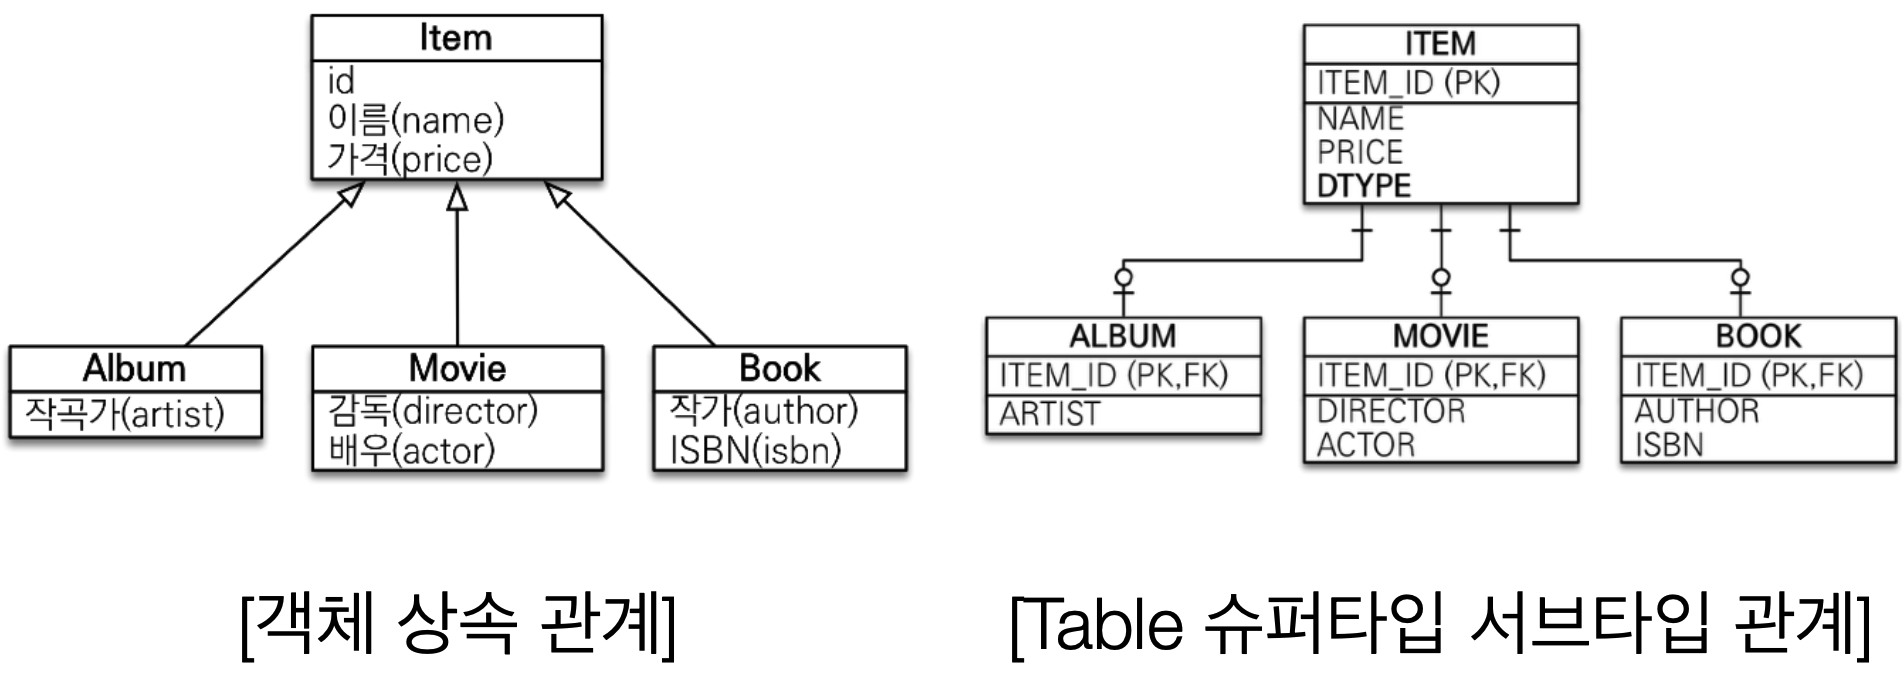 Item
id
이름(name)
가격(price)
Album
작곡가(artist)
Movie
감독(director)
배우(actor)
Book
작가(author)
ISBN(isbn)
[객체 상속 관계]
ITEM
ITEM_ID (PK)
NAME
PRICE
DTYPE
ALBUM
ITEM_ID (PK,FK)
ARTIST
MOVIE
ITEM_ID (PK,FK)
DIRECTOR
ACTOR
BOOK
ITEM_ID (PK,FK)
AUTHOR
ISBN
[Table 슈퍼타입 서브타입 관계]